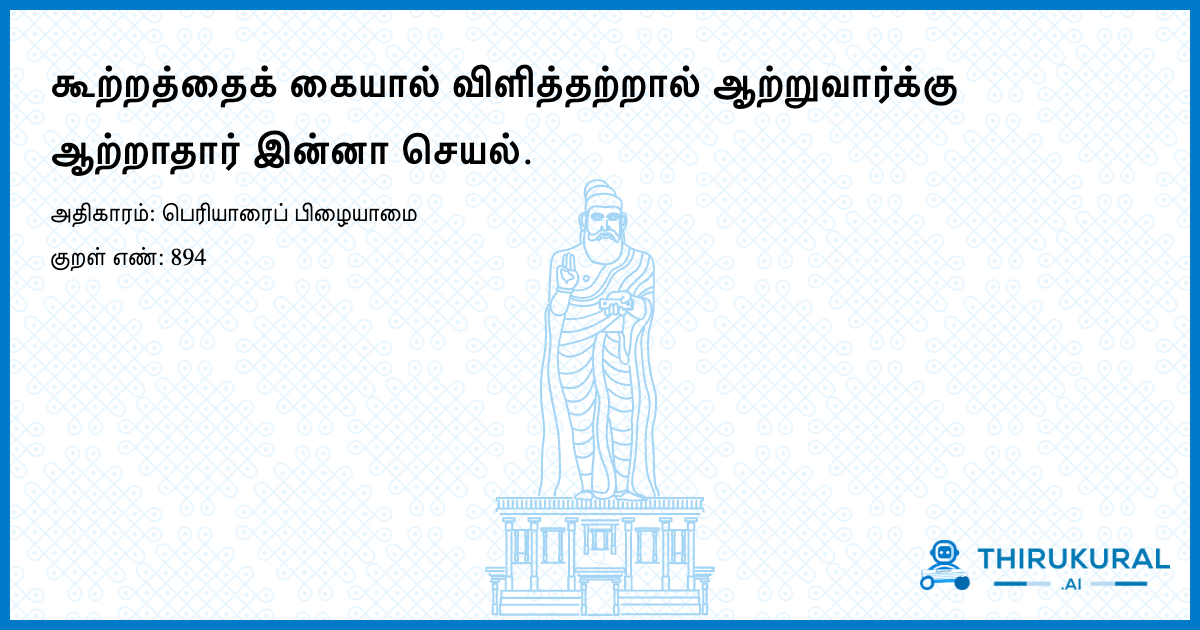 கூற்றத்தைக் கையால் விளித்தற்றால் ஆற்றுவார்க்கு
ஆற்றாதார் இன்னா செயல்.
அதிகாரம்: பெரியாரைப் பிழையாமை
குறள் எண்: 894
THIRUKURAL
.AI